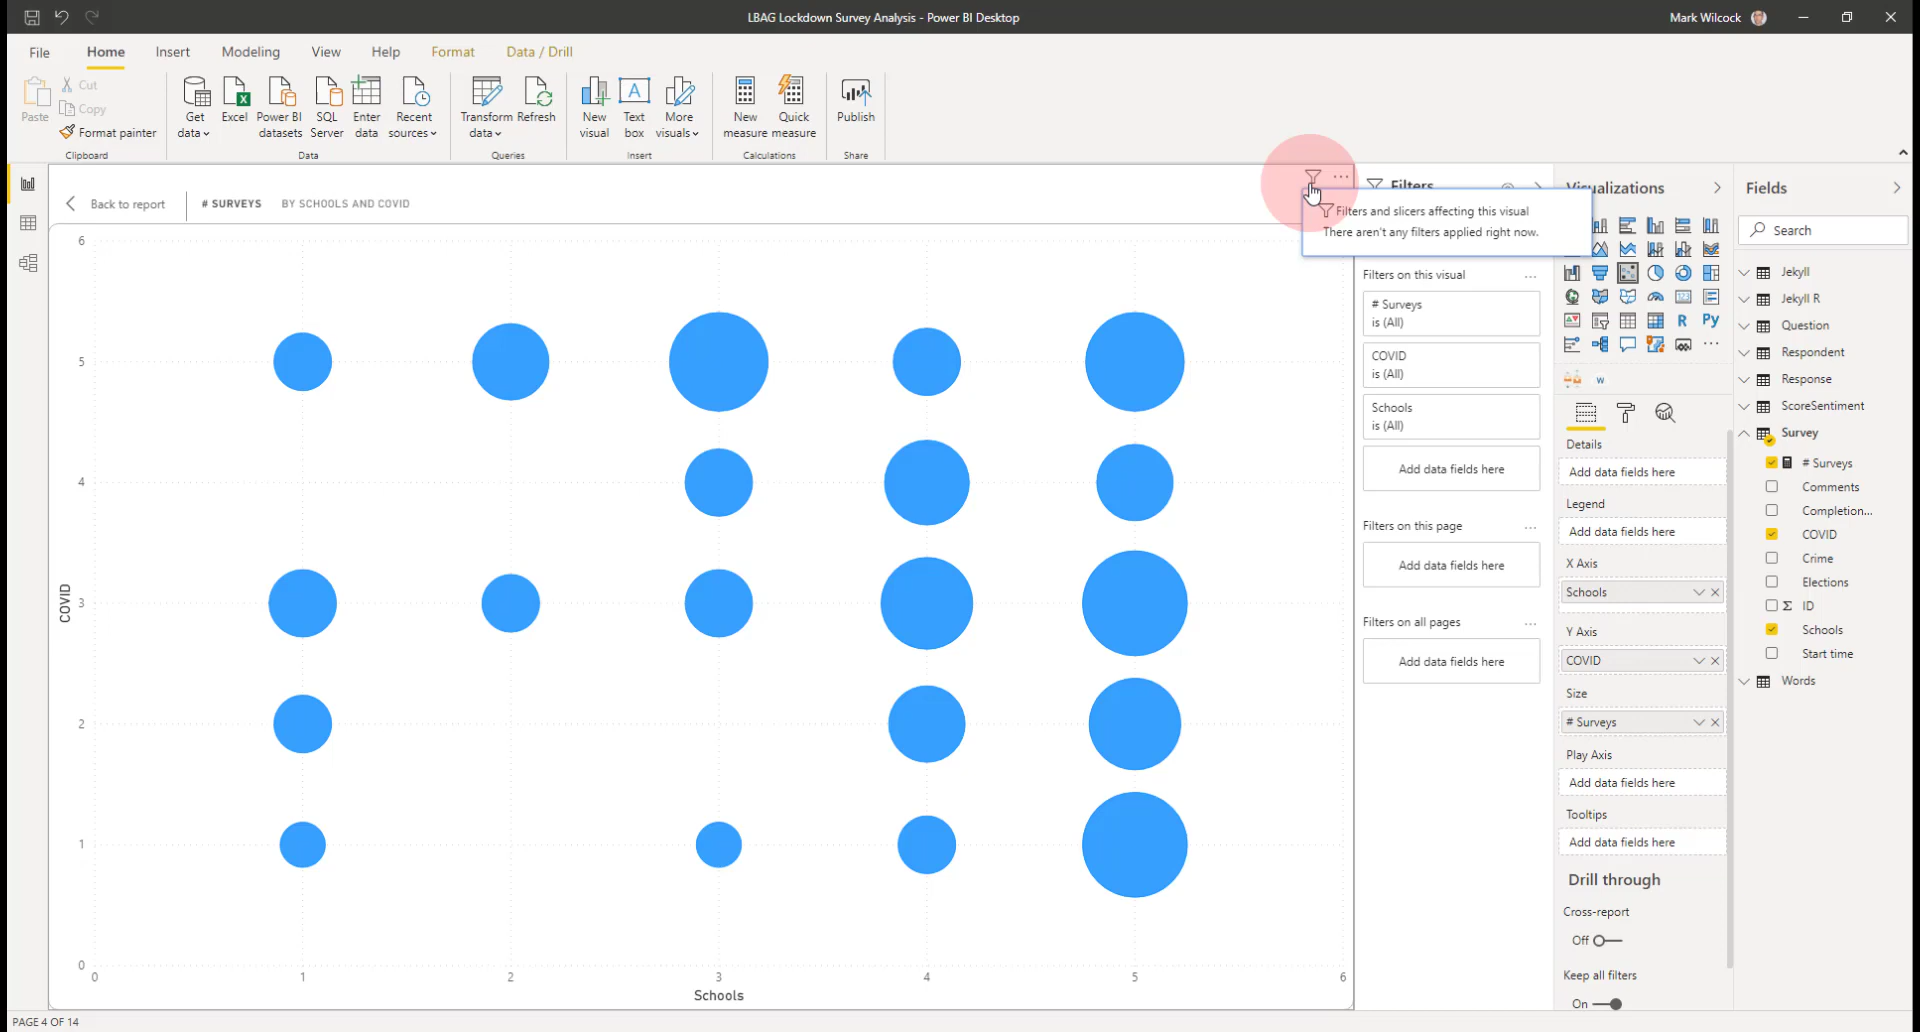 LBAG Lockdown Survey Analysis - Power BI Desktop
Mark Wilcock
File
Home
Insert
Modeling
View
Help
Format
Data / Drill
Paste
Cut
Copy
Format painter
Clipboard
Get data
Excel
Power BI datasets
SQL Server
Enter data
Recent sources
Data
Transform data
Refresh
Queries
New visual
Text box
More visuals
Insert
New measure
Quick measure
Calculations
Publish
Share
Back to report
# SURVEYS
BY SCHOOLS AND COVID
6
5
4
3
2
1
0
COVID
0
1
2
3
4
5
6
Schools
Filters
Filters and slicers affecting this visual
There aren't any filters applied right now.
Filters on this visual
...
# Surveys
is (All)
COVID
is (All)
Schools
is (All)
Add data fields here
Filters on this page
...
Add data fields here
Filters on all pages
...
Add data fields here
Visualizations
R
Py
...
W
Details
Add data fields here
Legend
Add data fields here
X Axis
Schools
Y Axis
COVID
Size
# Surveys
Play Axis
Add data fields here
Tooltips
Add data fields here
Drill through
Cross-report
Off
Keep all filters
On
Fields
Search
Jekyll
Jekyll R
Question
Respondent
Response
ScoreSentiment
Survey
# Surveys
Comments
Completion...
COVID
Crime
Elections
Σ ID
Schools
Start time
Words
PAGE 4 OF 14